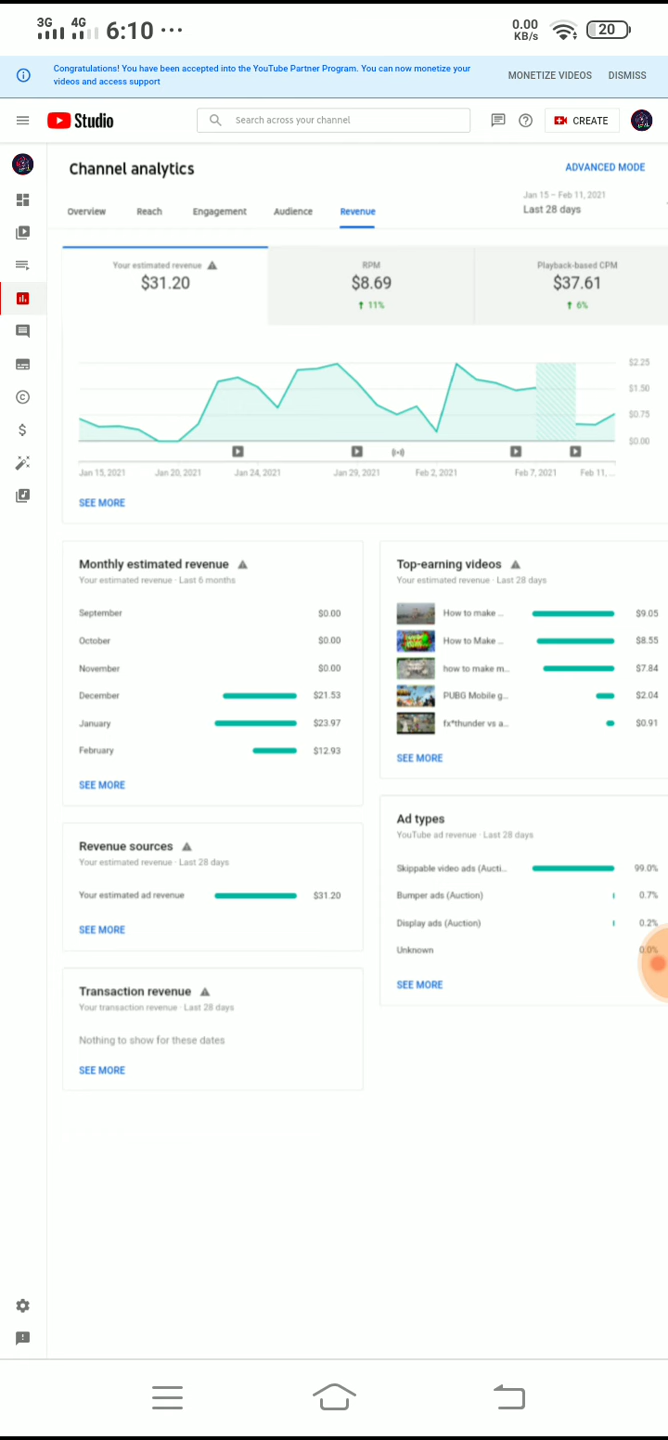 3G 4G 6:10 ··· 0.00 KB/s 20
Congratulations! You have been accepted into the YouTube Partner Program. You can now monetize your
videos and access support
MONETIZE VIDEOS DISMISS
Studio
Search across your channel
CREATE
Channel analytics
ADVANCED MODE
Overview Reach Engagement Audience Revenue
Jan 15 – Feb 11, 2021
Last 28 days
Your estimated revenue
$31.20
RPM
$8.69
11%
Playback-based CPM
$37.61
6%
$2.25
$1.50
$0.75
$0.00
Jan 15, 2021 Jan 20, 2021 Jan 24, 2021 Jan 29, 2021 Feb 2, 2021 Feb 7, 2021 Feb 11, ...
SEE MORE
Monthly estimated revenue
Your estimated revenue · Last 6 months
September $0.00
October $0.00
November $0.00
December $21.53
January $23.97
February $12.93
SEE MORE
Top-earning videos
Your estimated revenue · Last 28 days
How to make ... $9.05
How to Make ... $8.55
how to make m... $7.84
PUBG Mobile g... $2.04
fx*thunder vs a... $0.91
SEE MORE
Revenue sources
Your estimated revenue · Last 28 days
Your estimated ad revenue $31.20
SEE MORE
Ad types
YouTube ad revenue · Last 28 days
Skippable video ads (Aucti... 99.0%
Bumper ads (Auction) 0.7%
Display ads (Auction) 0.2%
Unknown 0.0%
SEE MORE
Transaction revenue
Your transaction revenue · Last 28 days
Nothing to show for these dates
SEE MORE